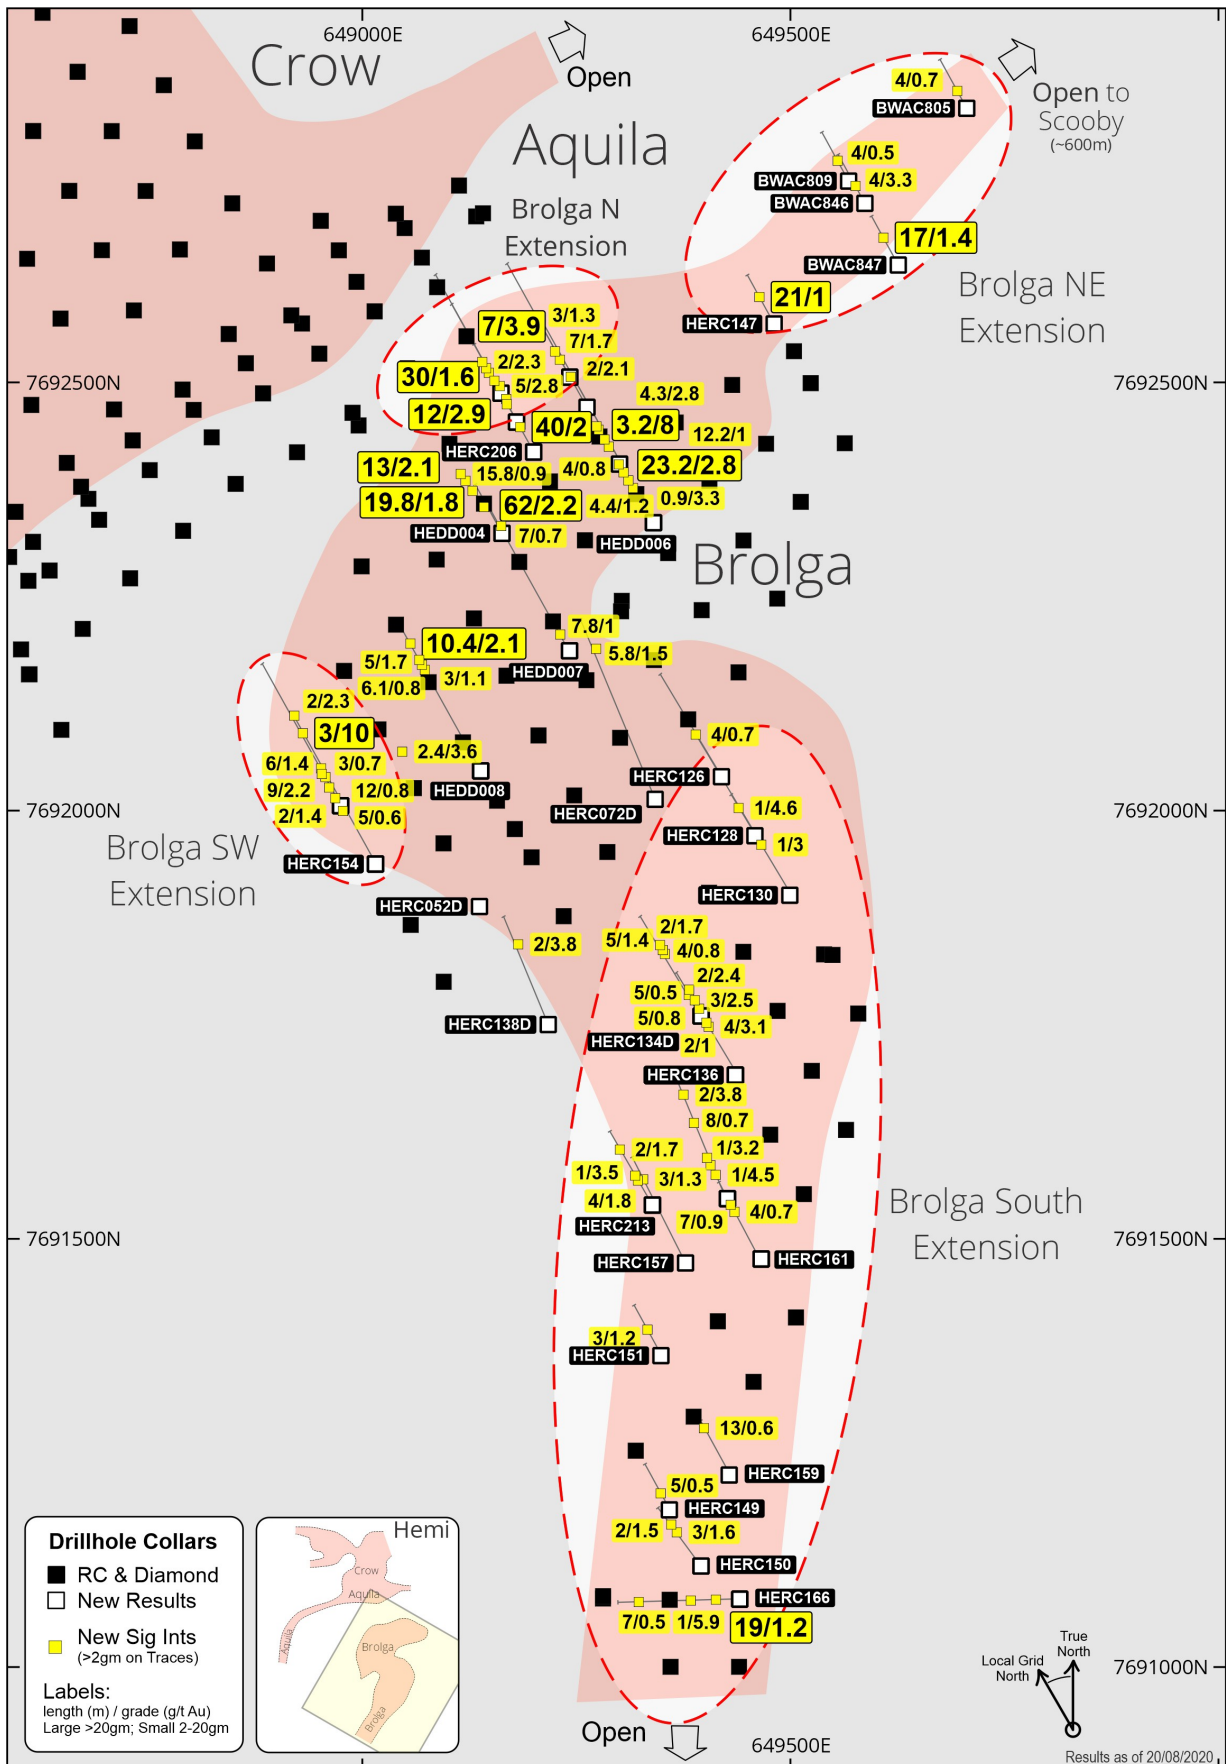 649000E
649500E
Crow
Open
Aquila
4/0.7
BWAC805
Open to
Scooby
(~600m)
4/0.5
BWAC809
4/3.3
BWAC846
17/1.4
BWAC847
Brolga N
Extension
Brolga NE
Extension
21/1
HERC147
7/3.9
3/1.3
7/1.7
2/2.3
2/2.1
30/1.6
5/2.8
7692500N
7692500N
4.3/2.8
12/2.9
40/2
3.2/8
12.2/1
HERC206
13/2.1
15.8/0.9
4/0.8
23.2/2.8
19.8/1.8
62/2.2
4.4/1.2
0.9/3.3
HEDD004
7/0.7
HEDD006
Brolga
7.8/1
10.4/2.1
5.8/1.5
5/1.7
HEDD007
6.1/0.8
3/1.1
2/2.3
3/10
4/0.7
2.4/3.6
6/1.4
3/0.7
HERC126
9/2.2
12/0.8
HEDD008
2/1.4
5/0.6
HERC072D
1/4.6
7692000N
7692000N
HERC128
1/3
Brolga SW
Extension
HERC154
HERC130
HERC052D
2/3.8
2/1.7
5/1.4
4/0.8
2/2.4
5/0.5
3/2.5
5/0.8
4/3.1
HERC138D
HERC134D
2/1
HERC136
2/3.8
8/0.7
2/1.7
1/3.2
1/3.5
3/1.3
1/4.5
4/1.8
7/0.9
4/0.7
HERC213
Brolga South
Extension
7691500N
7691500N
HERC157
HERC161
3/1.2
HERC151
13/0.6
HERC159
5/0.5
HERC149
2/1.5
3/1.6
HERC150
HERC166
7/0.5
1/5.9
19/1.2
Drillhole Collars
RC & Diamond
New Results
New Sig Ints
(>2gm on Traces)
Labels:
length (m) / grade (g/t Au)
Large >20gm; Small 2-20gm
Hemi
Crow
Aquila
Aquila
Brolga
Brolga
True
North
Local Grid
North
7691000N
Open
649500E
Results as of 20/08/2020